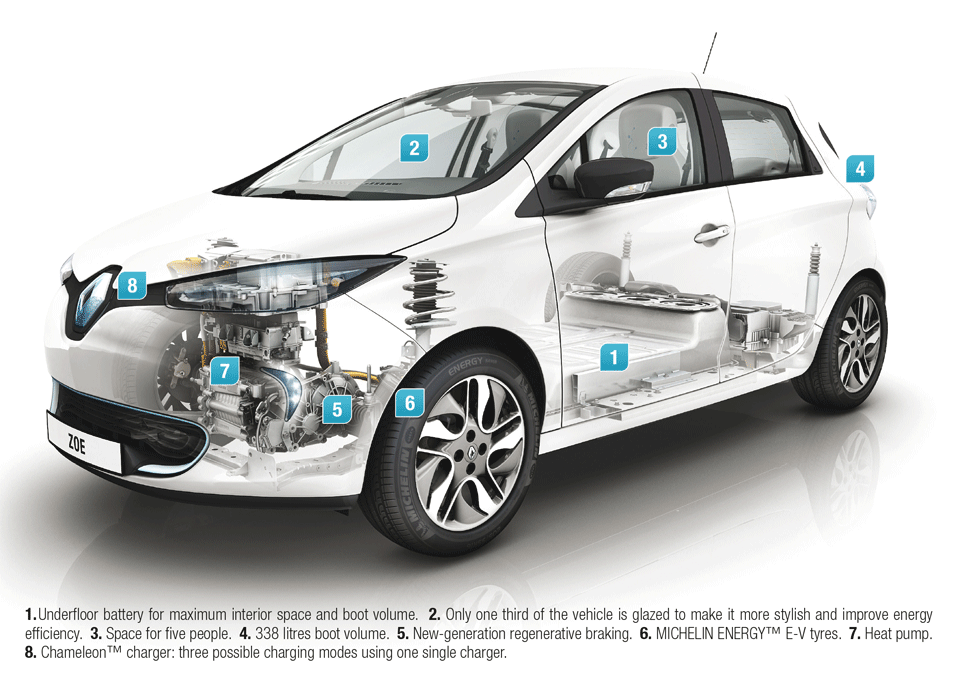 2
3
4
8
1
7
6
5
ENERGY
MICHELIN
ZOE
1. Underfloor battery for maximum interior space and boot volume. 2. Only one third of the vehicle is glazed to make it more stylish and improve energy
efficiency. 3. Space for five people. 4. 338 litres boot volume. 5. New-generation regenerative braking. 6. MICHELIN ENERGY™ E-V tyres. 7. Heat pump.
8. Chameleon™ charger: three possible charging modes using one single charger.